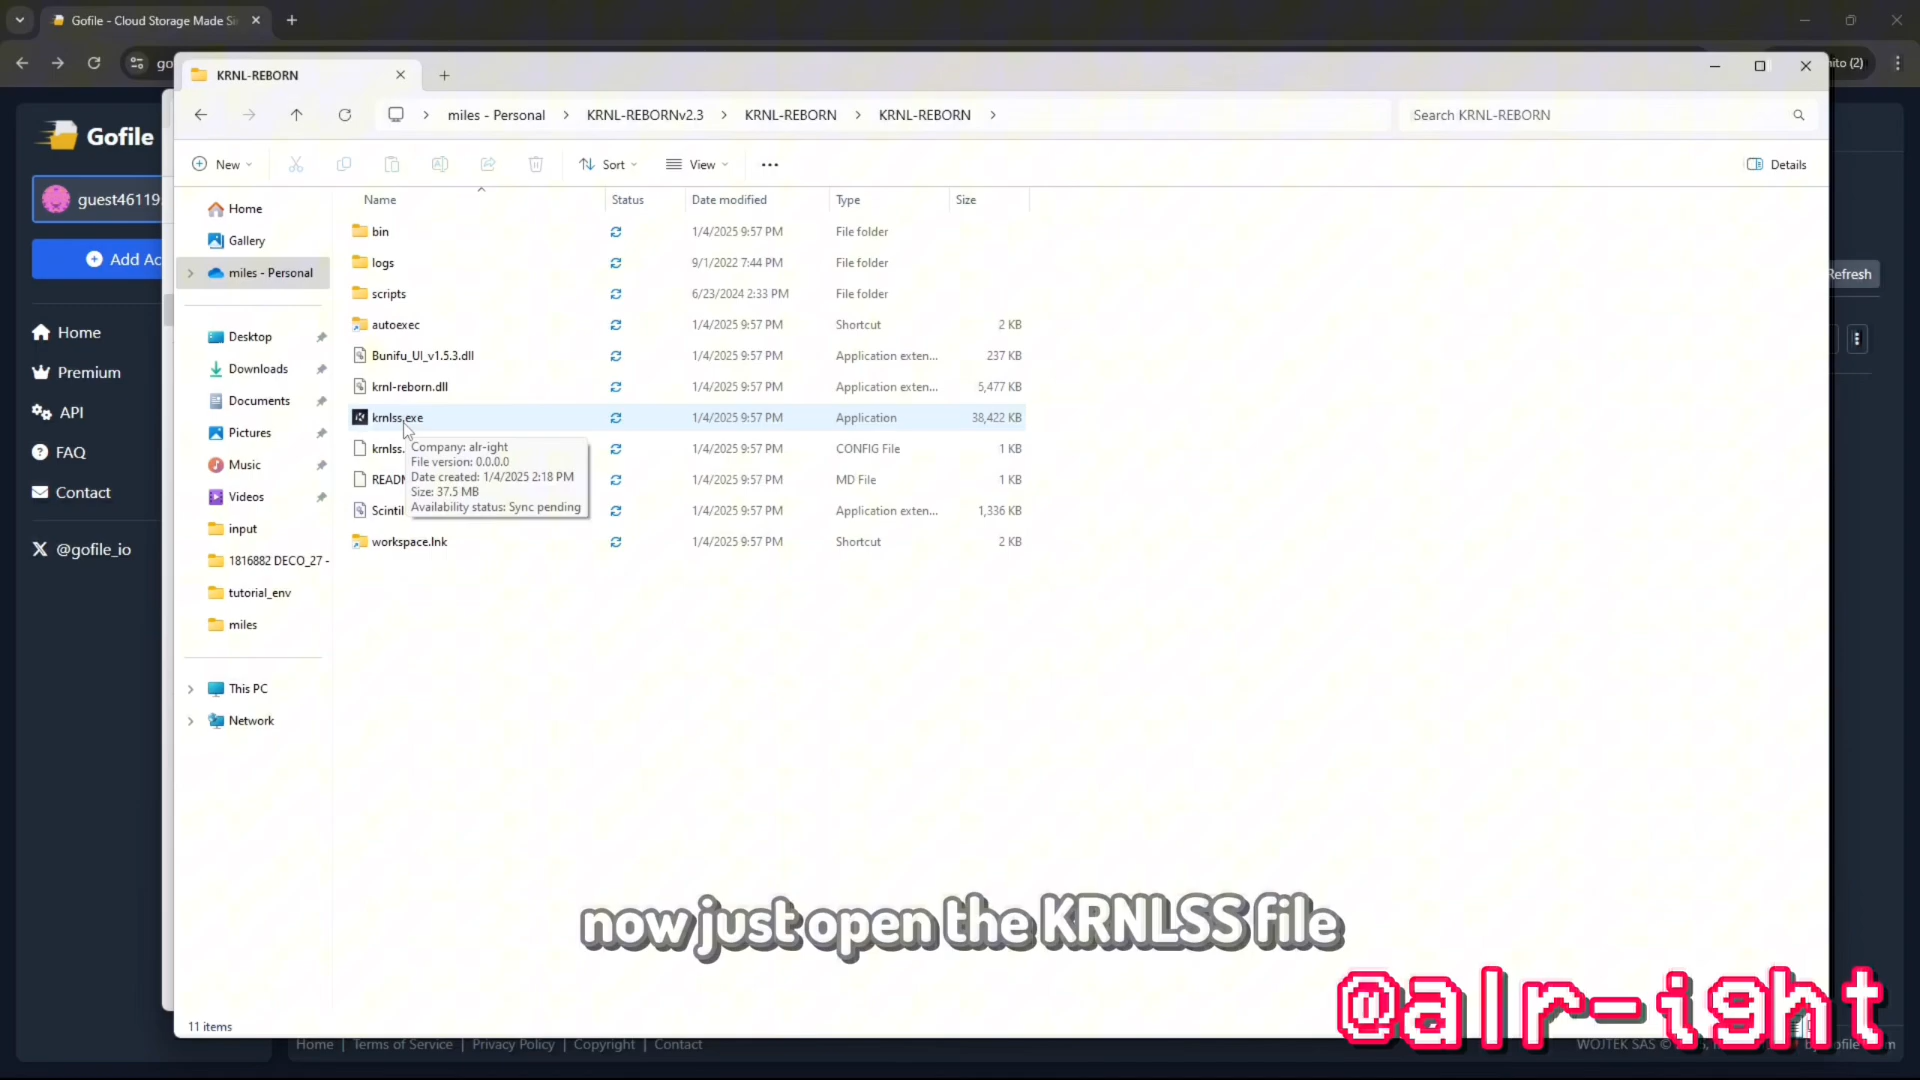 Gofile - Cloud Storage Made Si
go
ito (2)
KRNL-REBORN
miles - Personal
KRNL-REBORNv2.3
KRNL-REBORN
KRNL-REBORN
Search KRNL-REBORN
New
Sort
View
Details
Gofile
guest46119
Add Ac
Home
Premium
API
FAQ
Contact
@gofile_io
Refresh
Home
Gallery
miles - Personal
Desktop
Downloads
Documents
Pictures
Music
Videos
input
1816882 DECO_27 -
tutorial_env
miles
This PC
Network
Name Status Date modified Type Size
bin 1/4/2025 9:57 PM File folder
logs 9/1/2022 7:44 PM File folder
scripts 6/23/2024 2:33 PM File folder
autoexec 1/4/2025 9:57 PM Shortcut 2 KB
Bunifu_UI_v1.5.3.dll 1/4/2025 9:57 PM Application exten... 237 KB
krnl-reborn.dll 1/4/2025 9:57 PM Application exten... 5,477 KB
krnlss.exe 1/4/2025 9:57 PM Application 38,422 KB
krnlss. 1/4/2025 9:57 PM CONFIG File 1 KB
READM 1/4/2025 9:57 PM MD File 1 KB
Scintil 1/4/2025 9:57 PM Application exten... 1,336 KB
workspace.lnk 1/4/2025 9:57 PM Shortcut 2 KB
Company: alr-ight
File version: 0.0.0.0
Date created: 1/4/2025 2:18 PM
Size: 37.5 MB
Availability status: Sync pending
now just open the KRNLSS file
@alr-ight
11 items
Home | Terms of Service | Privacy Policy | Copyright | Contact
WOJTEK SAS ©